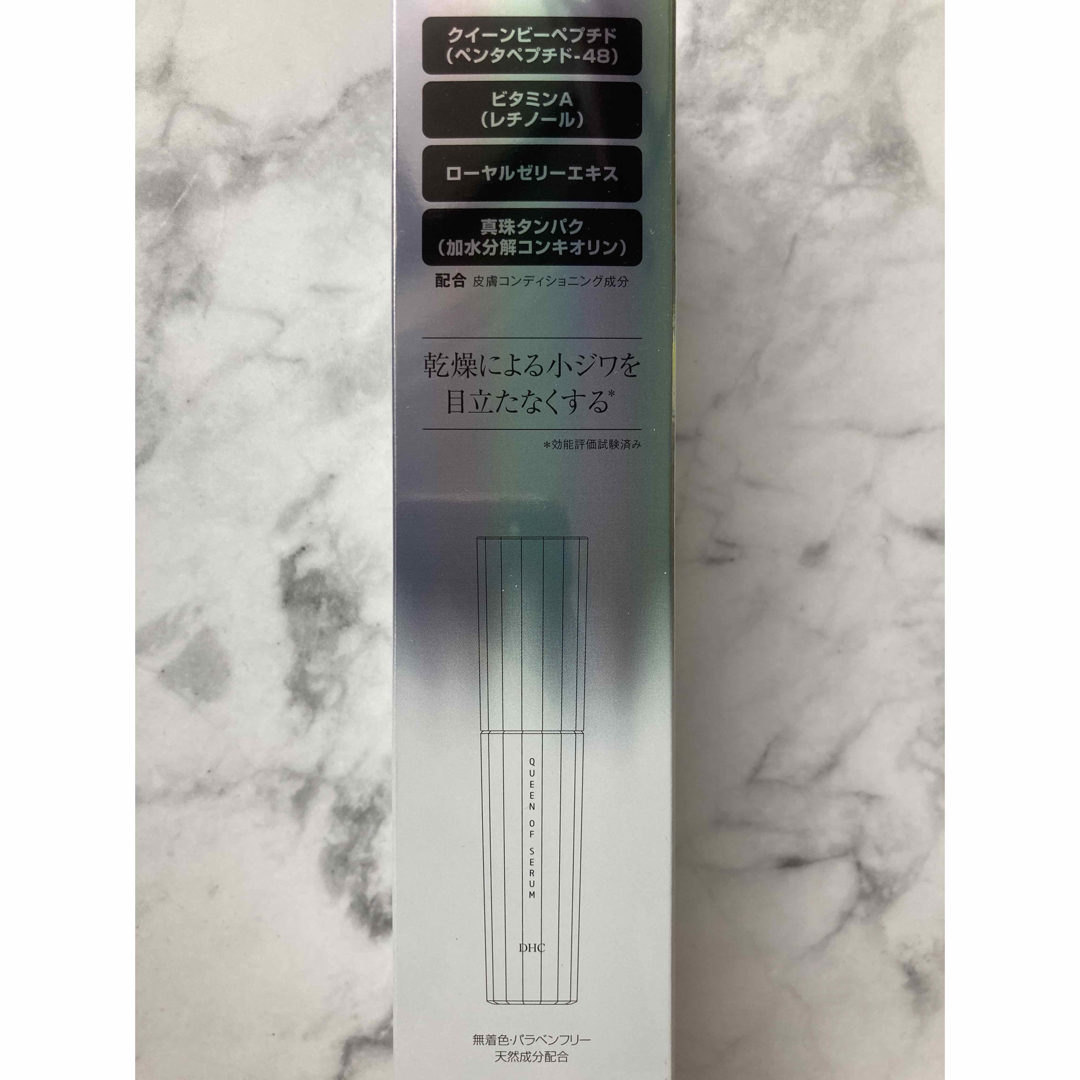 クイーンビーペプチド
(ペンタペプチド-48)
ビタミンA
(レチノール)
ローヤルゼリーエキス
真珠タンパク
(加水分解コンキオリン)
配合 皮膚コンディショニング成分
乾燥による小ジワを
目立たなくする*
*効能評価試験済み
QUEEN OF SERUM
DHC
無着色・パラベンフリー
天然成分配合